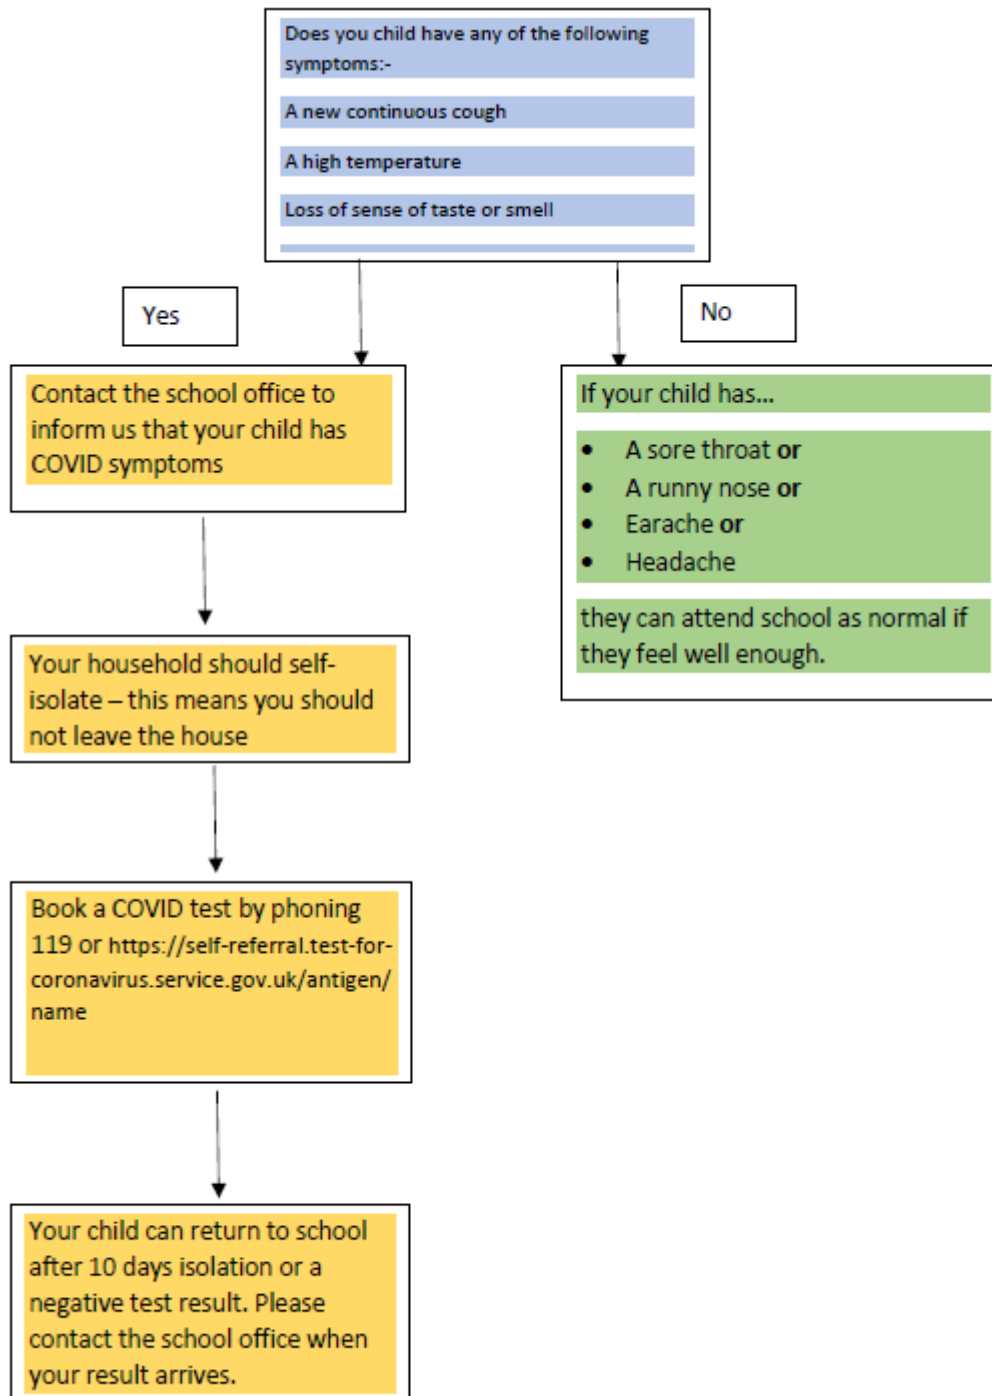 Does you child have any of the following
symptoms:-
A new continuous cough
A high temperature
Loss of sense of taste or smell
Yes
No
Contact the school office to
inform us that your child has
COVID symptoms
If your child has...
• A sore throat or
• A runny nose or
• Earache or
• Headache
they can attend school as normal if
they feel well enough.
Your household should self-
isolate – this means you should
not leave the house
Book a COVID test by phoning
119 or https://self-referral.test-for-
coronavirus.service.gov.uk/antigen/
name
Your child can return to school
after 10 days isolation or a
negative test result. Please
contact the school office when
your result arrives.